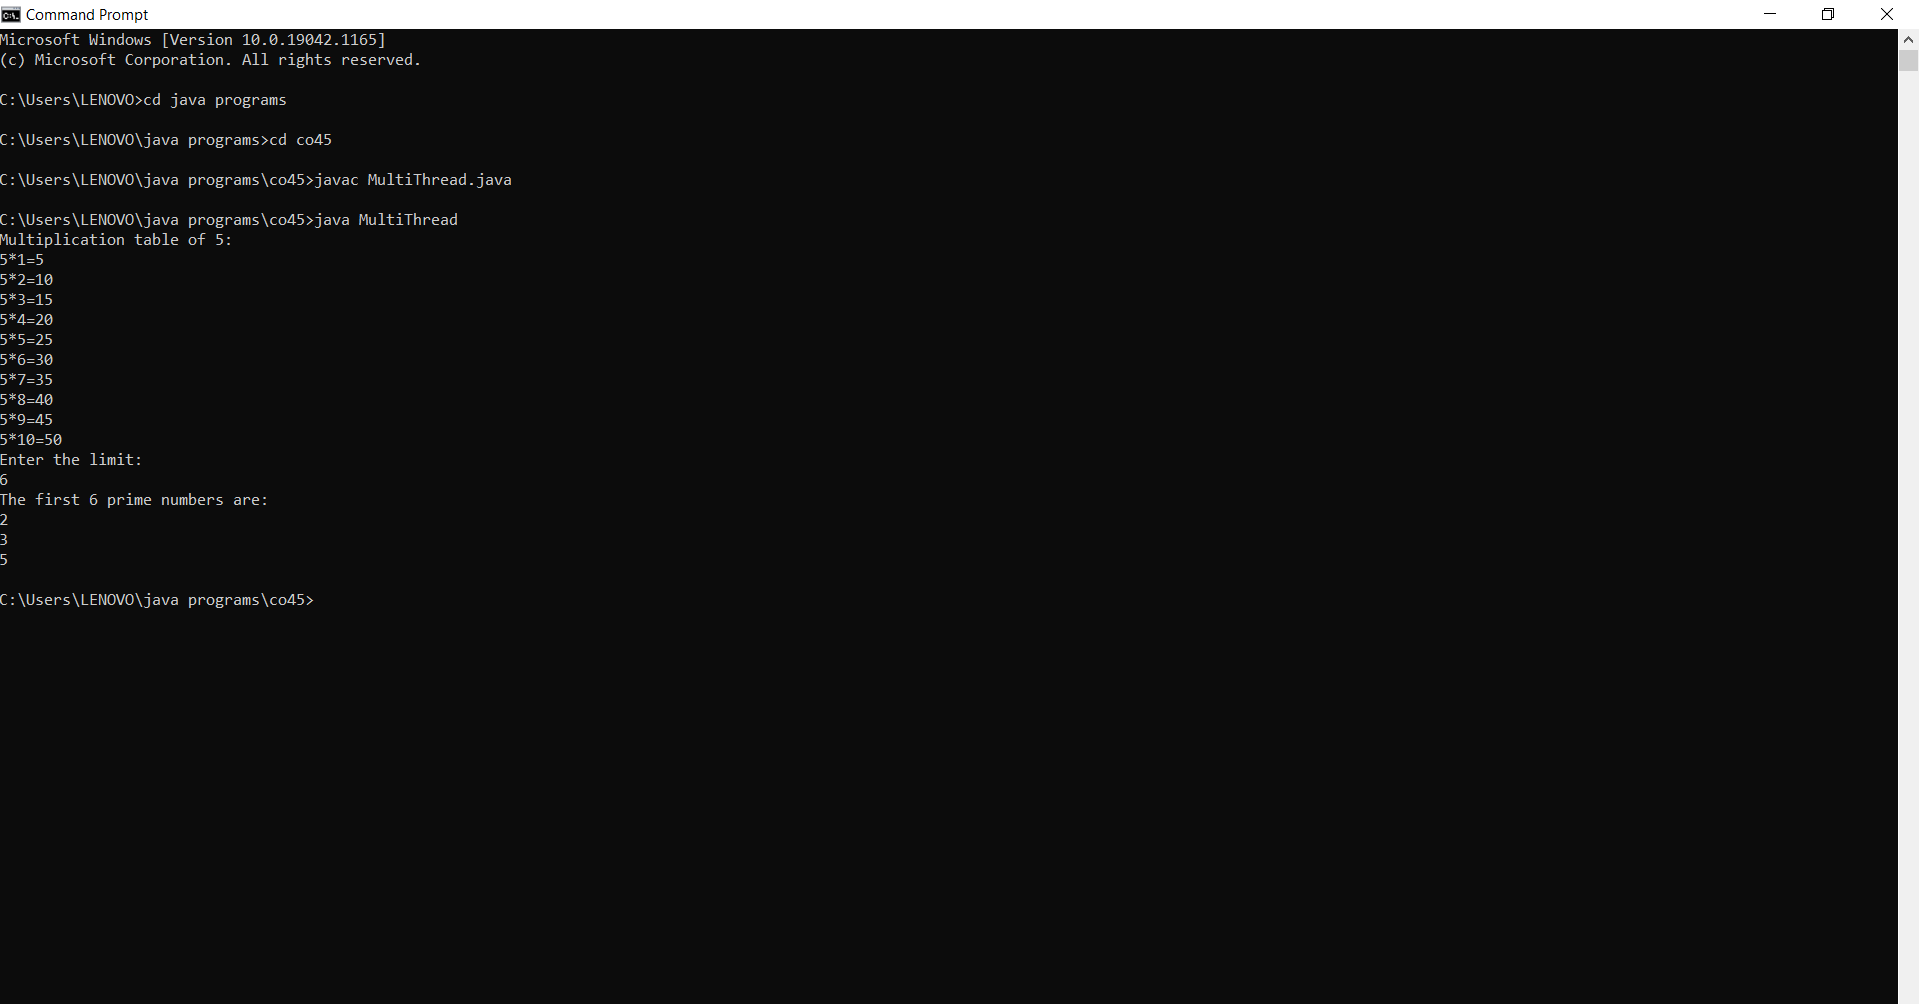 Command Prompt
Microsoft Windows [Version 10.0.19042.1165]
(c) Microsoft Corporation. All rights reserved.
C:\Users\LENOVO>cd java programs
C:\Users\LENOVO\java programs>cd co45
C:\Users\LENOVO\java programs\co45>javac MultiThread.java
C:\Users\LENOVO\java programs\co45>java MultiThread
Multiplication table of 5:
5*1=5
5*2=10
5*3=15
5*4=20
5*5=25
5*6=30
5*7=35
5*8=40
5*9=45
5*10=50
Enter the limit:
6
The first 6 prime numbers are:
2
3
5
C:\Users\LENOVO\java programs\co45>